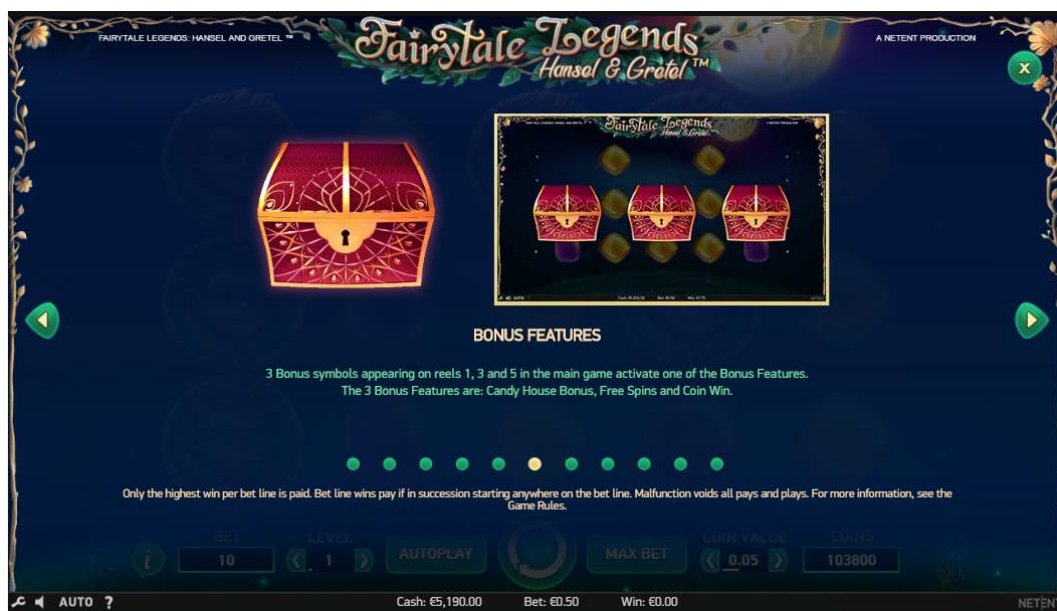 FAIRYTALE LEGENDS: HANSEL AND GRETEL ™
Fairytale Legends
Hansel & Gretel™
A NETENT PRODUCTION
X
Fairytale Legends
Hansel & Gretel
BONUS FEATURES
3 Bonus symbols appearing on reels 1, 3 and 5 in the main game activate one of the Bonus Features.
The 3 Bonus Features are: Candy House Bonus, Free Spins and Coin Win.
Only the highest win per bet line is paid. Bet line wins pay if in succession starting anywhere on the bet line. Malfunction voids all pays and plays. For more information, see the
Game Rules.
BET
LEVEL
COIN VALUE
COINS
i
10
1
AUTOPLAY
MAX BET
0.05
103800
AUTO ?
Cash: €5,190.00
Bet: €0.50
Win: €0.00
NETENT